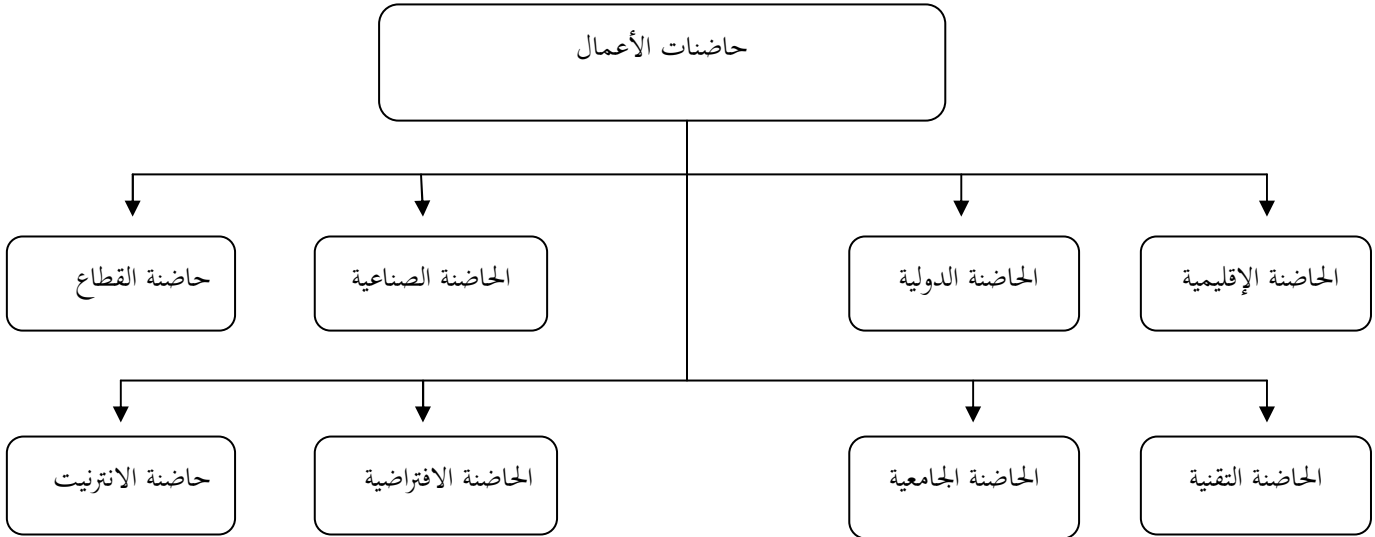 حاضنات الأعمال
الحاضنة الإقليمية
الحاضنة الدولية
الحاضنة الصناعية
حاضنة القطاع
الحاضنة التقنية
الحاضنة الجامعية
الحاضنة الافتراضية
حاضنة الانترنيت